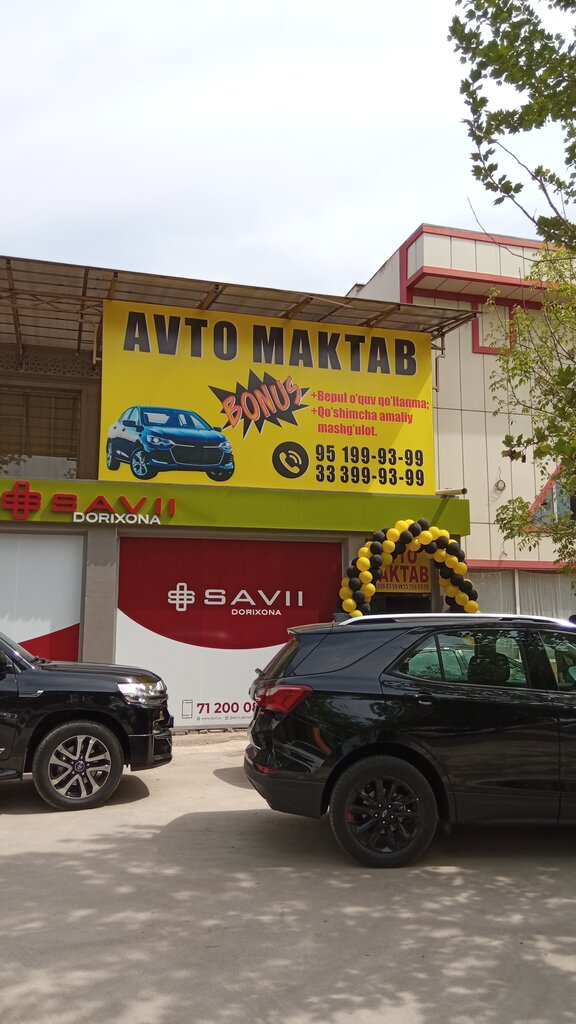 AVTO MAKTAB
BONUS
+Bepul o'quv qo'llanma;
+Qo'shimcha amaliy
mashg'ulot.
95 199-93-99
33 399-93-99
SAVII
DORIXONA
AVTO
MAKTAB
SAVII
DORIXONA
71 200 0